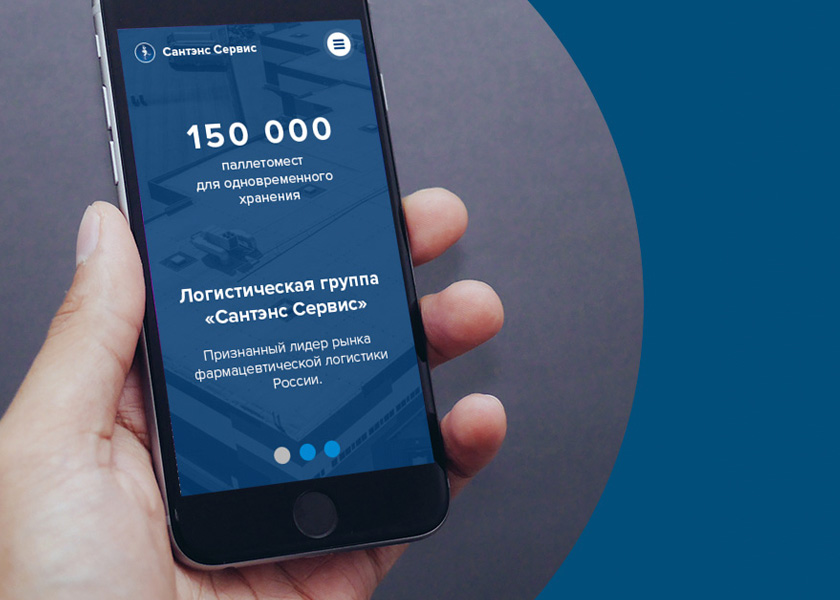 Сантэнс Сервис
150 000
паллетомест
для одновременного
хранения
Логистическая группа
«Сантэнс Сервис»
Признанный лидер рынка
фармацевтической логистики
России.